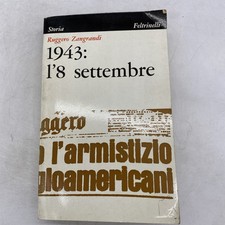 Storia
Feltrinelli
Ruggero Zangrandi
1943:
l'8 settembre
ggero
o l'armistizio
gloamericani